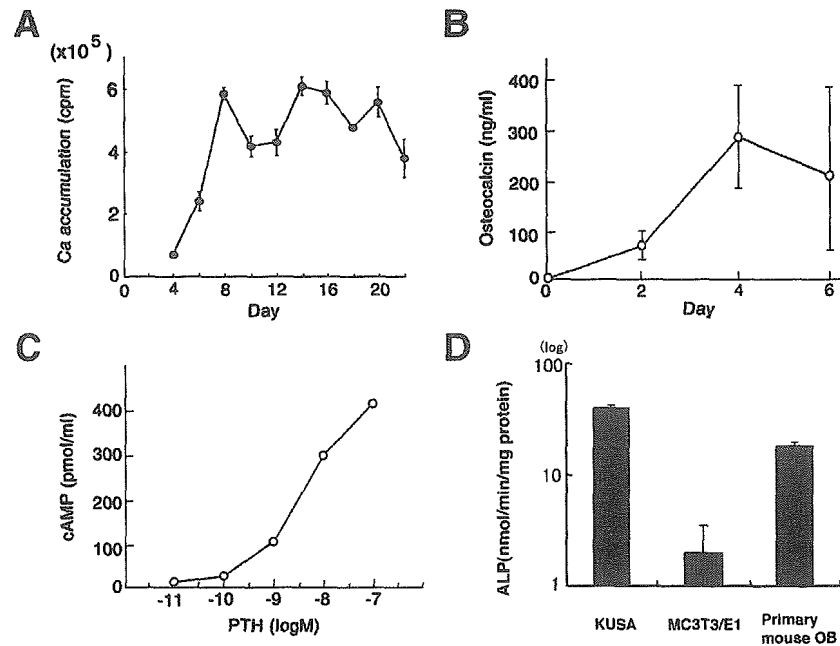 A
(x10^5)
Ca accumulation (cpm)
6
4
2
0
0 4 8 12 16 20
Day
B
Osteocalcin (ng/ml)
400
300
200
100
0
0 2 4 6
Day
C
cAMP (pmol/ml)
400
300
200
100
0
-11 -10 -9 -8 -7
PTH (logM)
D
(log)
ALP(nmol/min/mg protein)
100
10
1
KUSA MC3T3/E1 Primary
mouse OB